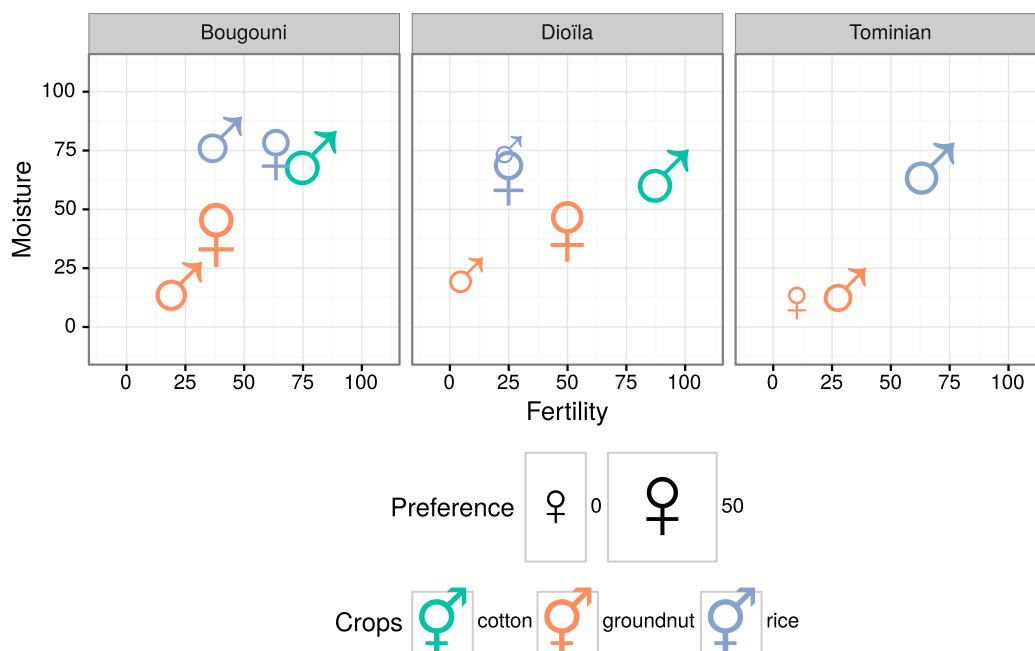 Bougouni Dioïla Tominian
Moisture
100
75
50
25
0
0 25 50 75 100 0 25 50 75 100 0 25 50 75 100
Fertility
Preference 0 50
Crops cotton groundnut rice